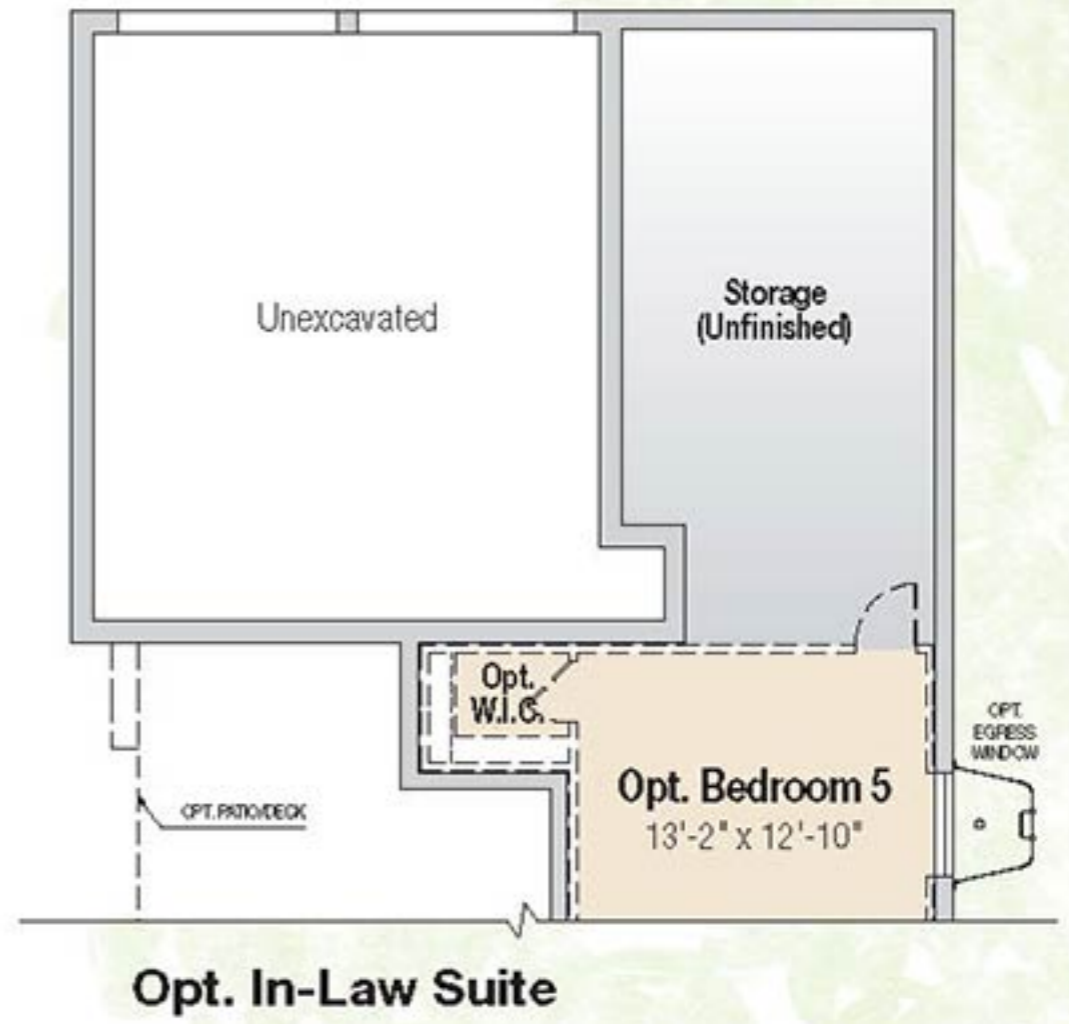 Unexcavated
Storage
(Unfinished)
Opt.
W.I.C.
OPT.
EGRESS
WINDOW
Opt. Bedroom 5
13'-2" x 12'-10"
OPT. PATIO/DECK
Opt. In-Law Suite